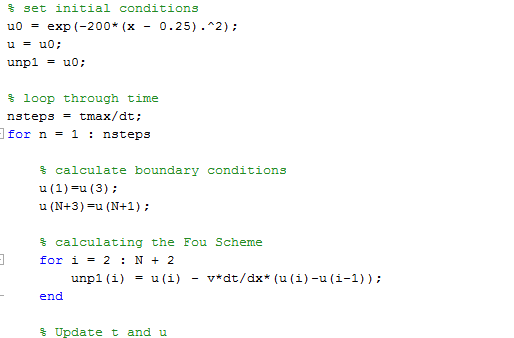 % set initial conditions
u0 = exp(-200*(x - 0.25).^2);
u = u0;
unp1 = u0;
% loop through time
nsteps = tmax/dt;
for n = 1 : nsteps
% calculate boundary conditions
u(1)=u(3);
u(N+3)=u(N+1);
% calculating the Fou Scheme
for i = 2 : N + 2
unp1(i) = u(i) - v*dt/dx*(u(i)-u(i-1));
end
% Update t and u